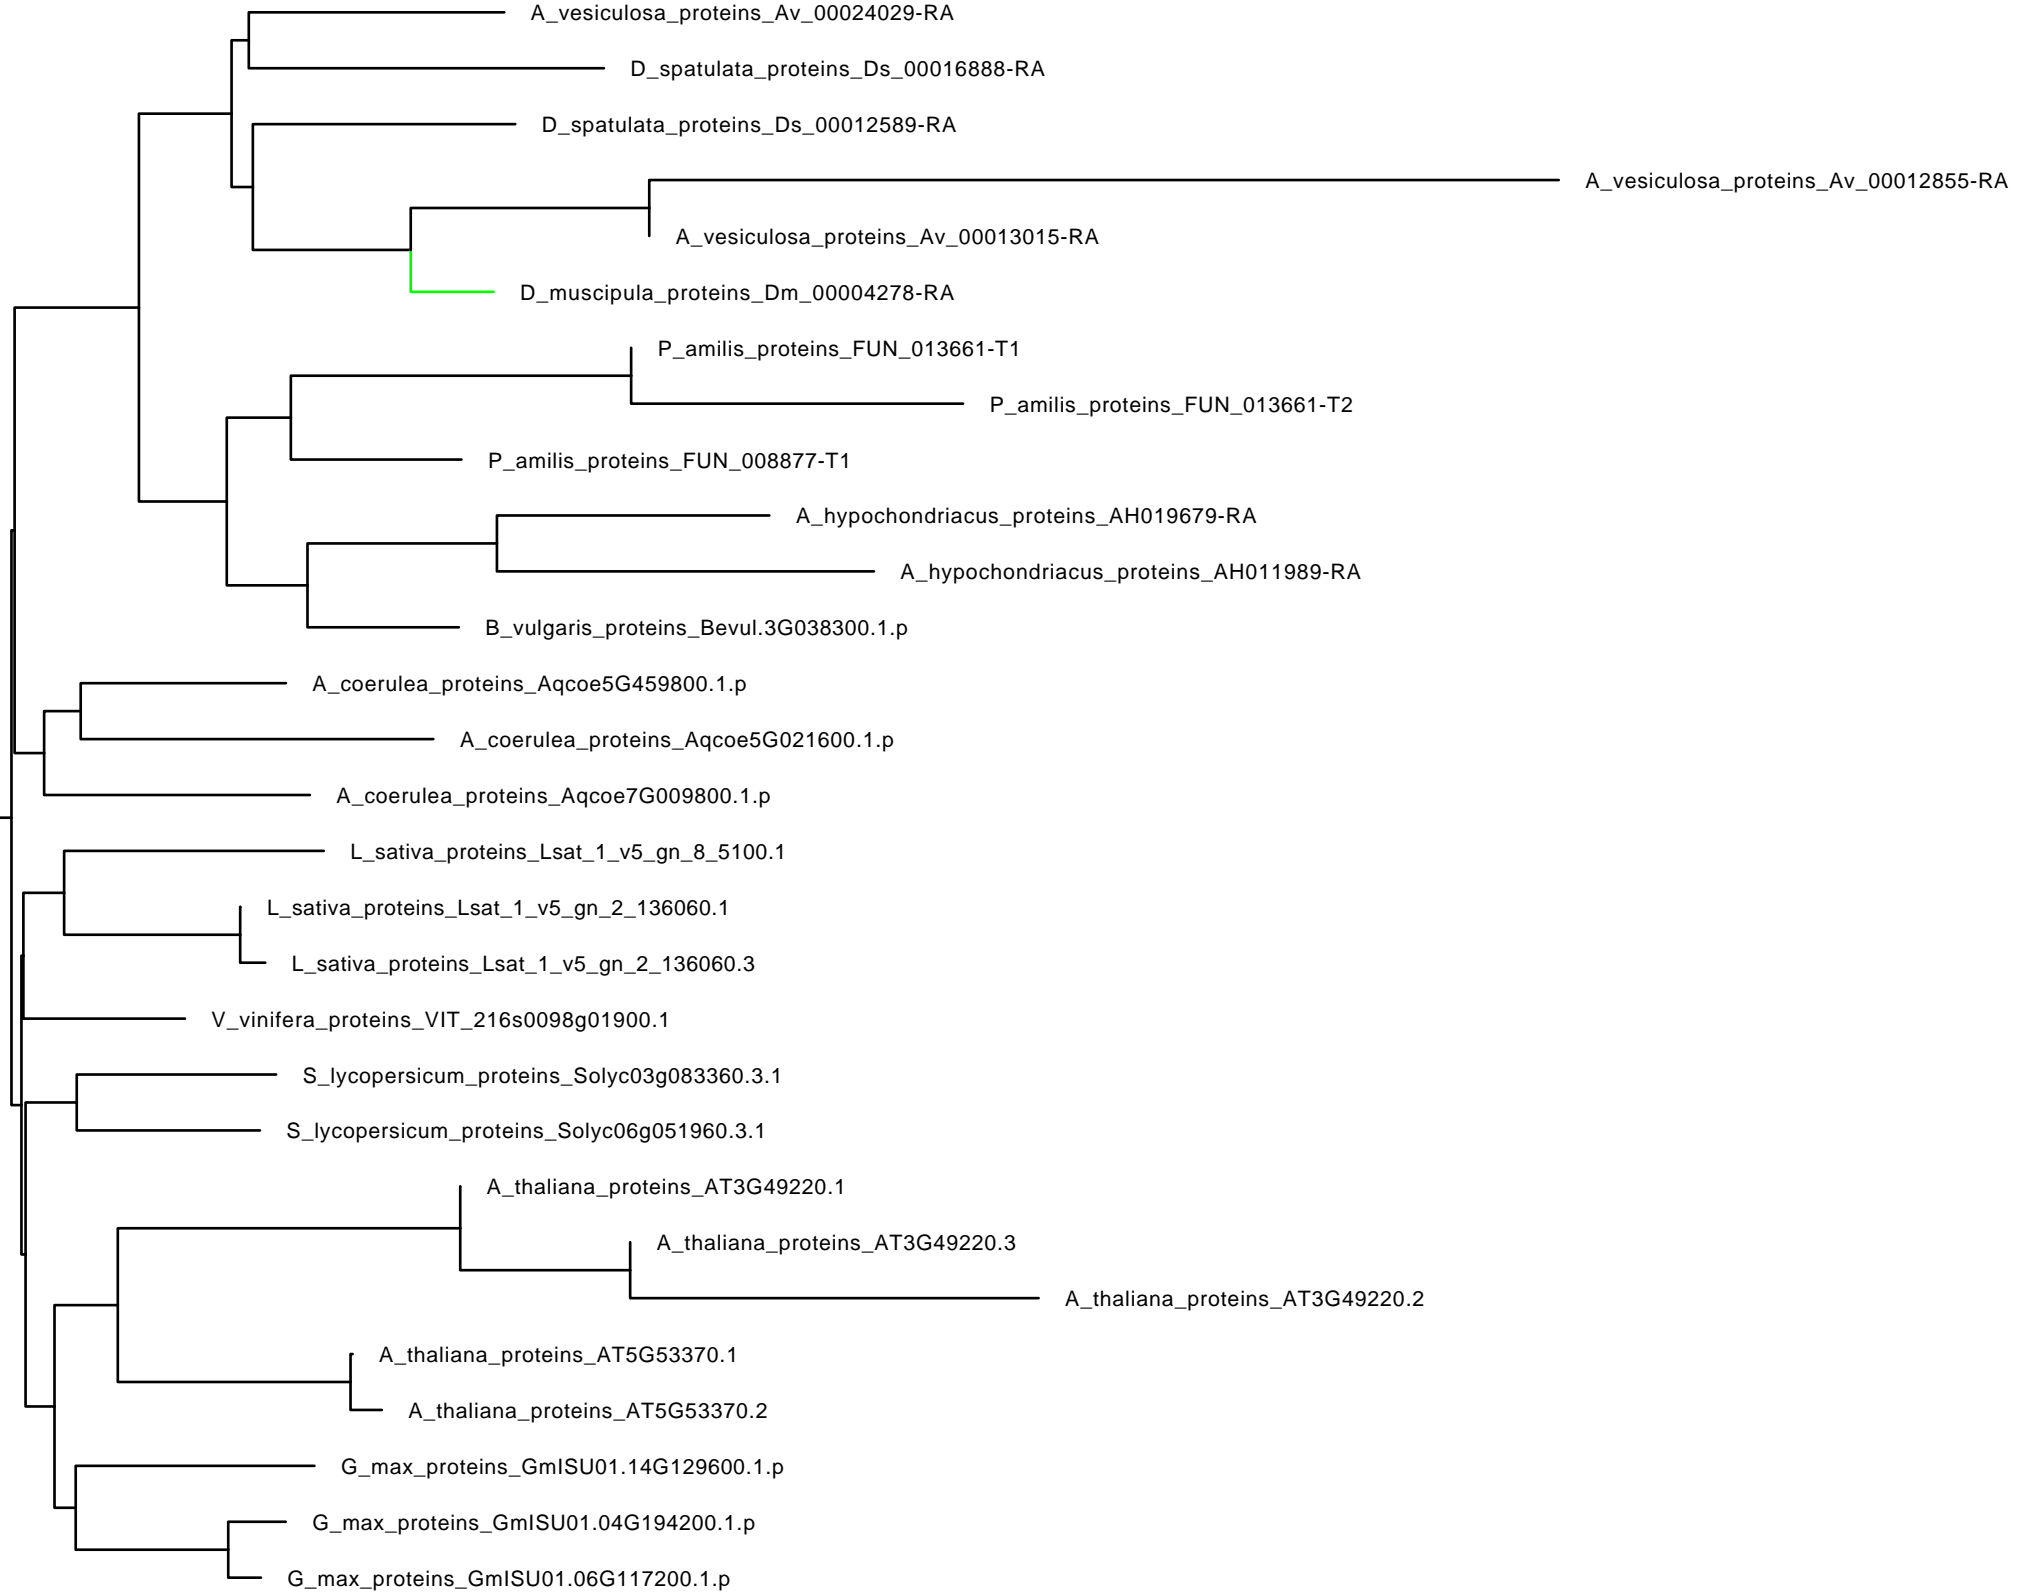 A_vesiculosa_proteins_Av_00024029-RA
D_spatulata_proteins_Ds_00016888-RA
D_spatulata_proteins_Ds_00012589-RA
A_vesiculosa_proteins_Av_00012855-RA
A_vesiculosa_proteins_Av_00013015-RA
D_muscipula_proteins_Dm_00004278-RA
P_amilis_proteins_FUN_013661-T1
P_amilis_proteins_FUN_013661-T2
P_amilis_proteins_FUN_008877-T1
A_hypochondriacus_proteins_AH019679-RA
A_hypochondriacus_proteins_AH011989-RA
B_vulgaris_proteins_Bevul.3G038300.1.p
A_coerulea_proteins_Aqcoe5G459800.1.p
A_coerulea_proteins_Aqcoe5G021600.1.p
A_coerulea_proteins_Aqcoe7G009800.1.p
L_sativa_proteins_Lsat_1_v5_gn_8_5100.1
L_sativa_proteins_Lsat_1_v5_gn_2_136060.1
L_sativa_proteins_Lsat_1_v5_gn_2_136060.3
V_vinifera_proteins_VIT_216s0098g01900.1
S_lycopersicum_proteins_Solyc03g083360.3.1
S_lycopersicum_proteins_Solyc06g051960.3.1
A_thaliana_proteins_AT3G49220.1
A_thaliana_proteins_AT3G49220.3
A_thaliana_proteins_AT3G49220.2
A_thaliana_proteins_AT5G53370.1
A_thaliana_proteins_AT5G53370.2
G_max_proteins_GmISU01.14G129600.1.p
G_max_proteins_GmISU01.04G194200.1.p
G_max_proteins_GmISU01.06G117200.1.p